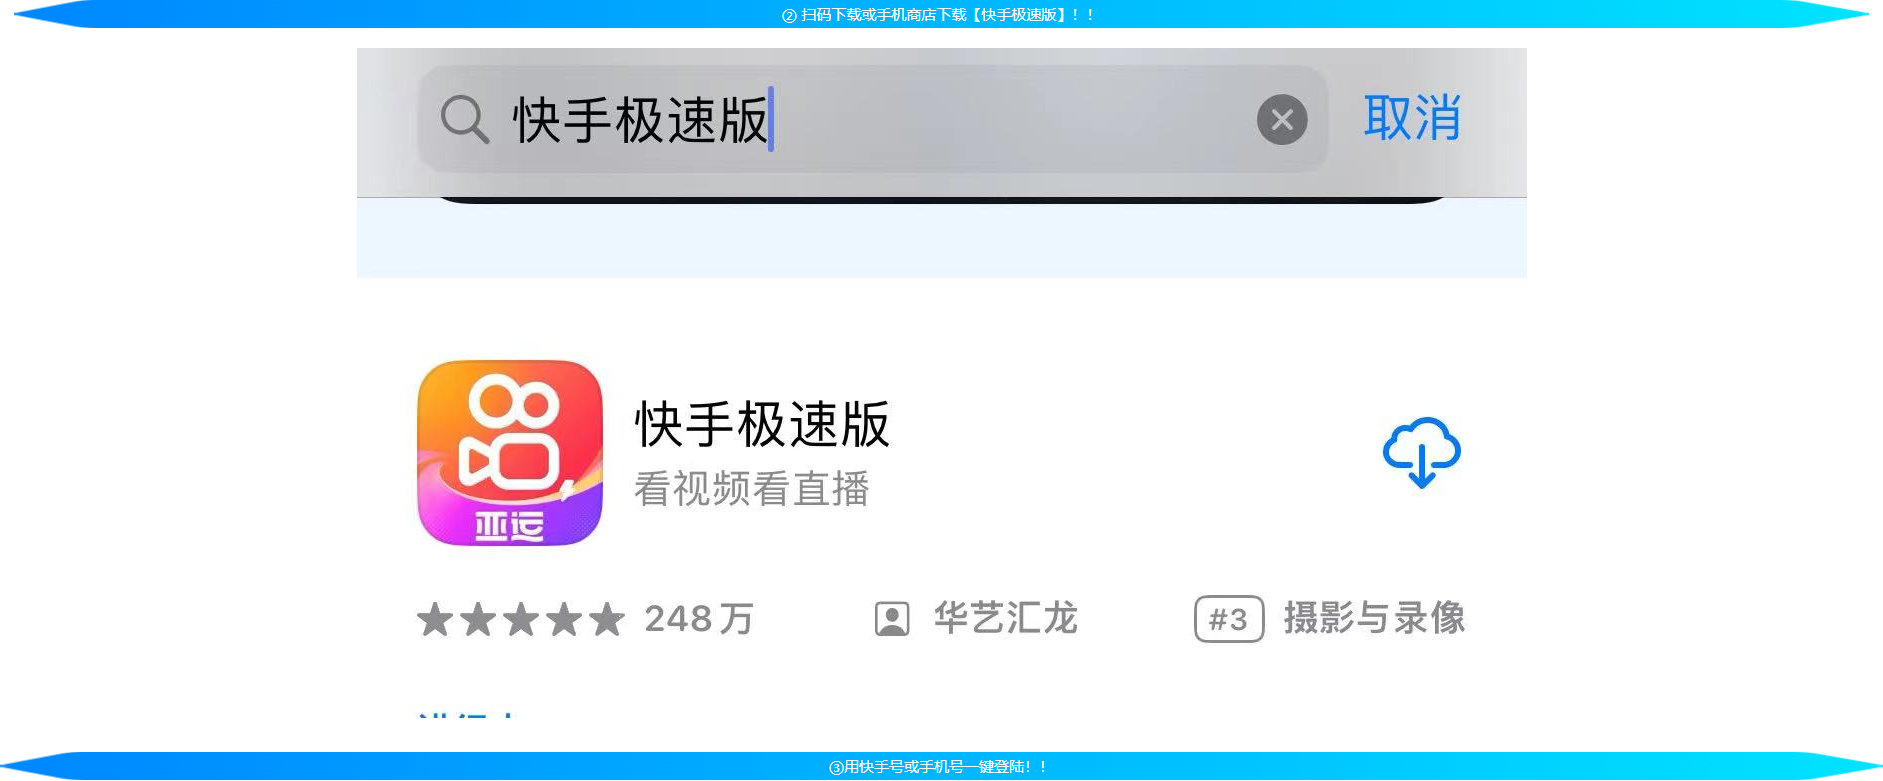 ② 扫码下载或手机商店下载【快手极速版】！！
快手极速版
取消
快手极速版
看视频看直播
亚运
248万
华艺汇龙
#3
摄影与录像
③用快手号或手机号一键登陆！！